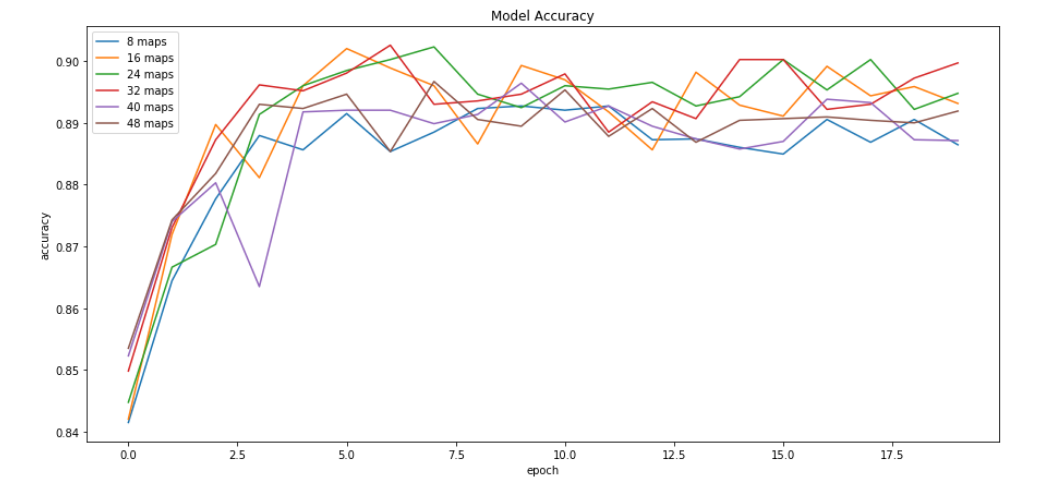 Model Accuracy
8 maps
16 maps
24 maps
32 maps
40 maps
48 maps
accuracy
0.90
0.89
0.88
0.87
0.86
0.85
0.84
0.0 2.5 5.0 7.5 10.0 12.5 15.0 17.5
epoch